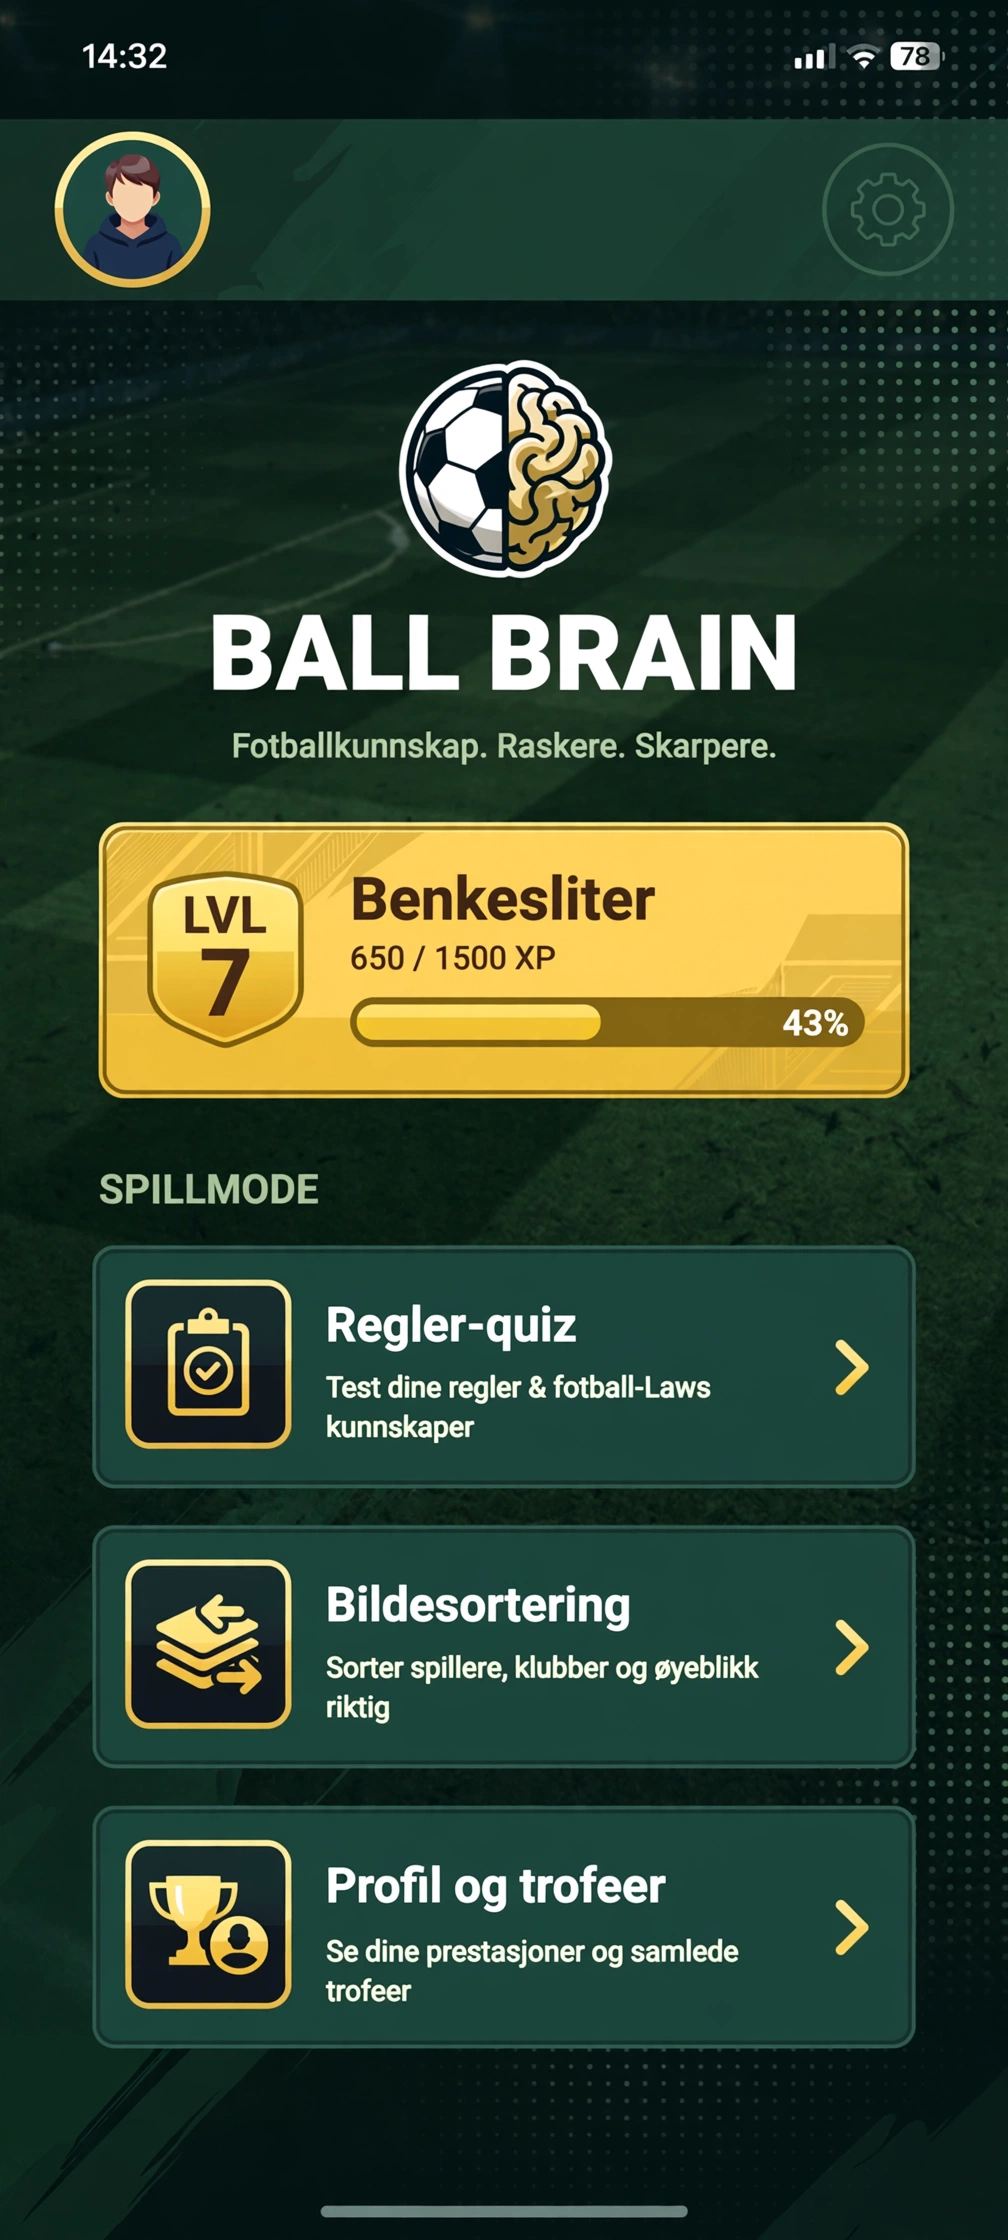 14:32
78
BALL BRAIN
Fotballkunnskap. Raskere. Skarpere.
LVL
7
Benkesliter
650 / 1500 XP
43%
SPILLMODE
Regler-quiz
Test dine regler & fotball-Laws
kunnskaper
Bildesortering
Sorter spillere, klubber og øyeblikk
riktig
Profil og trofeer
Se dine prestasjoner og samlede
trofeer